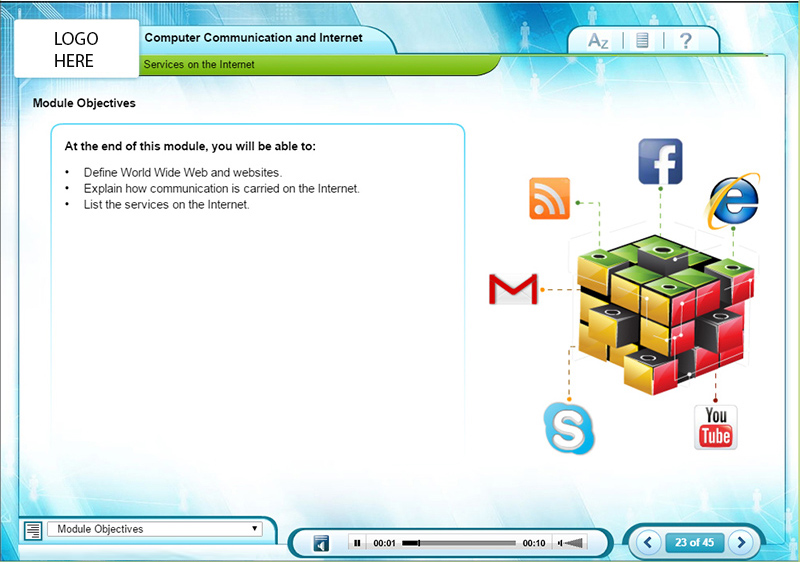 LOGO
HERE
Computer Communication and Internet
Services on the Internet
Az
?
Module Objectives
At the end of this module, you will be able to:
• Define World Wide Web and websites.
• Explain how communication is carried on the Internet.
• List the services on the Internet.
f
e
M
S
You
Tube
Module Objectives
00:01
00:10
23 of 45